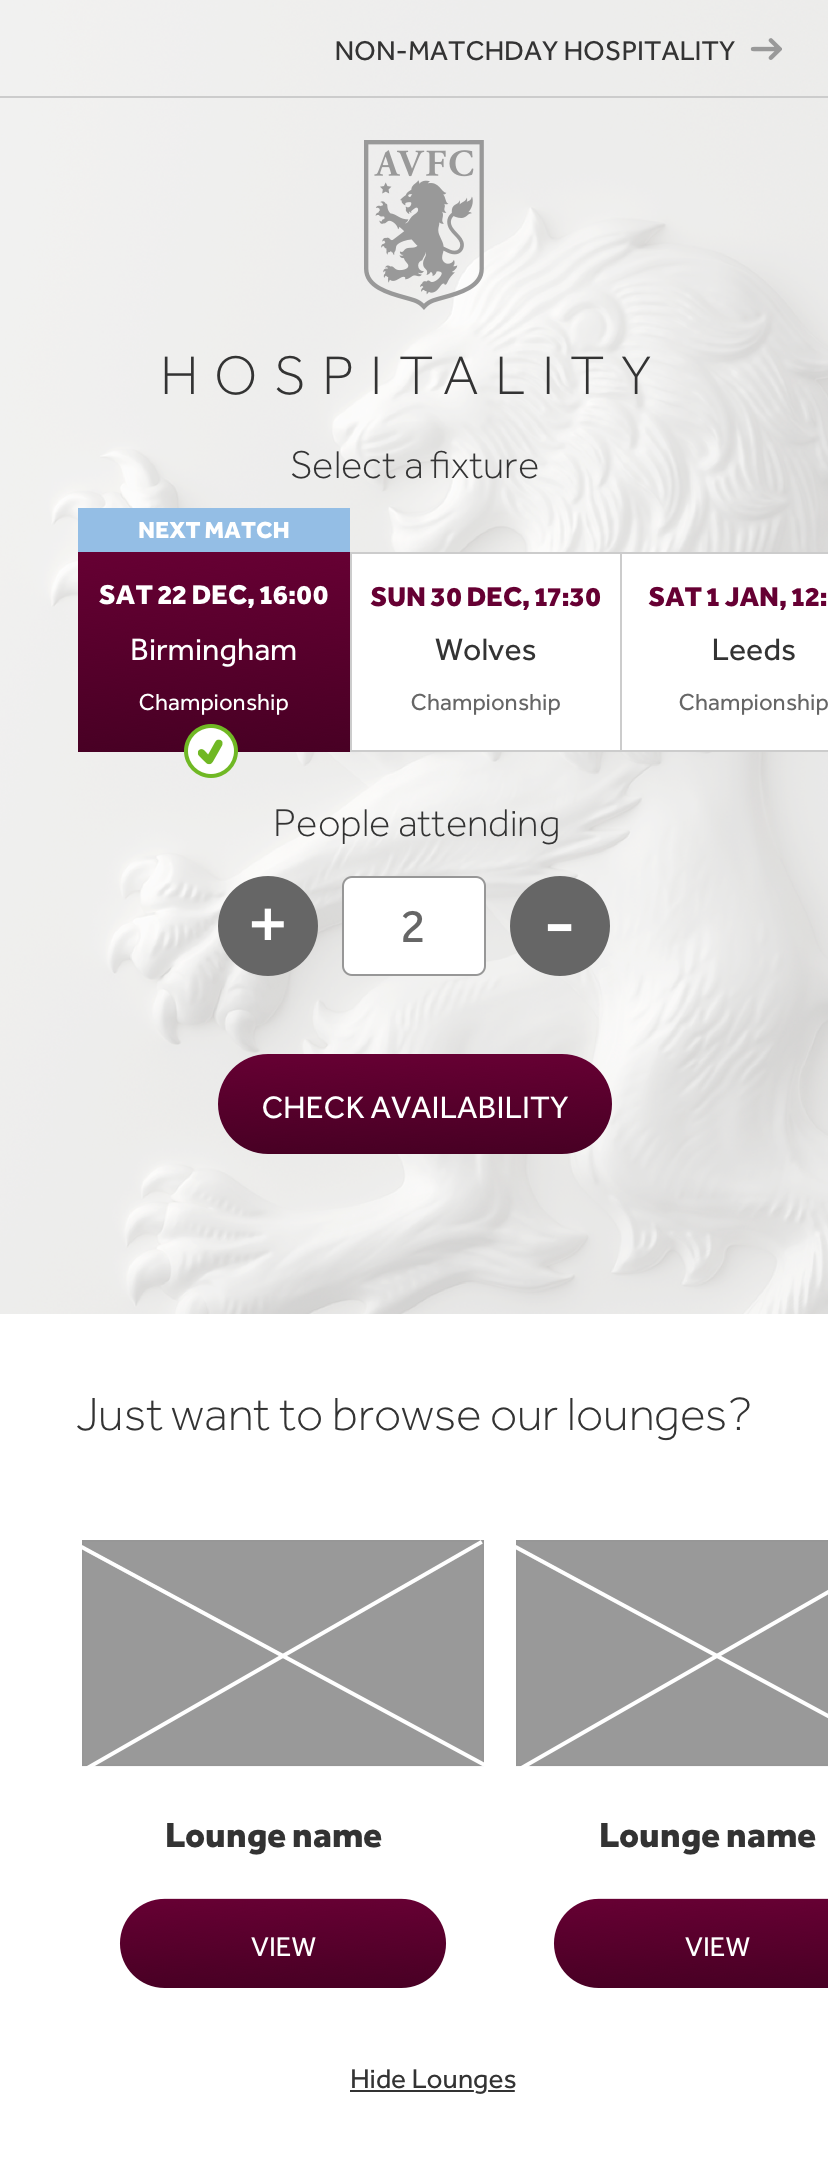 NON-MATCHDAY HOSPITALITY
AVFC
HOSPITALITY
Select a fixture
NEXT MATCH
SAT 22 DEC, 16:00
Birmingham
Championship
SUN 30 DEC, 17:30
Wolves
Championship
SAT 1 JAN, 12:
Leeds
Championship
People attending
+ 2 -
CHECK AVAILABILITY
Just want to browse our lounges?
Lounge name
VIEW
Lounge name
VIEW
Hide Lounges